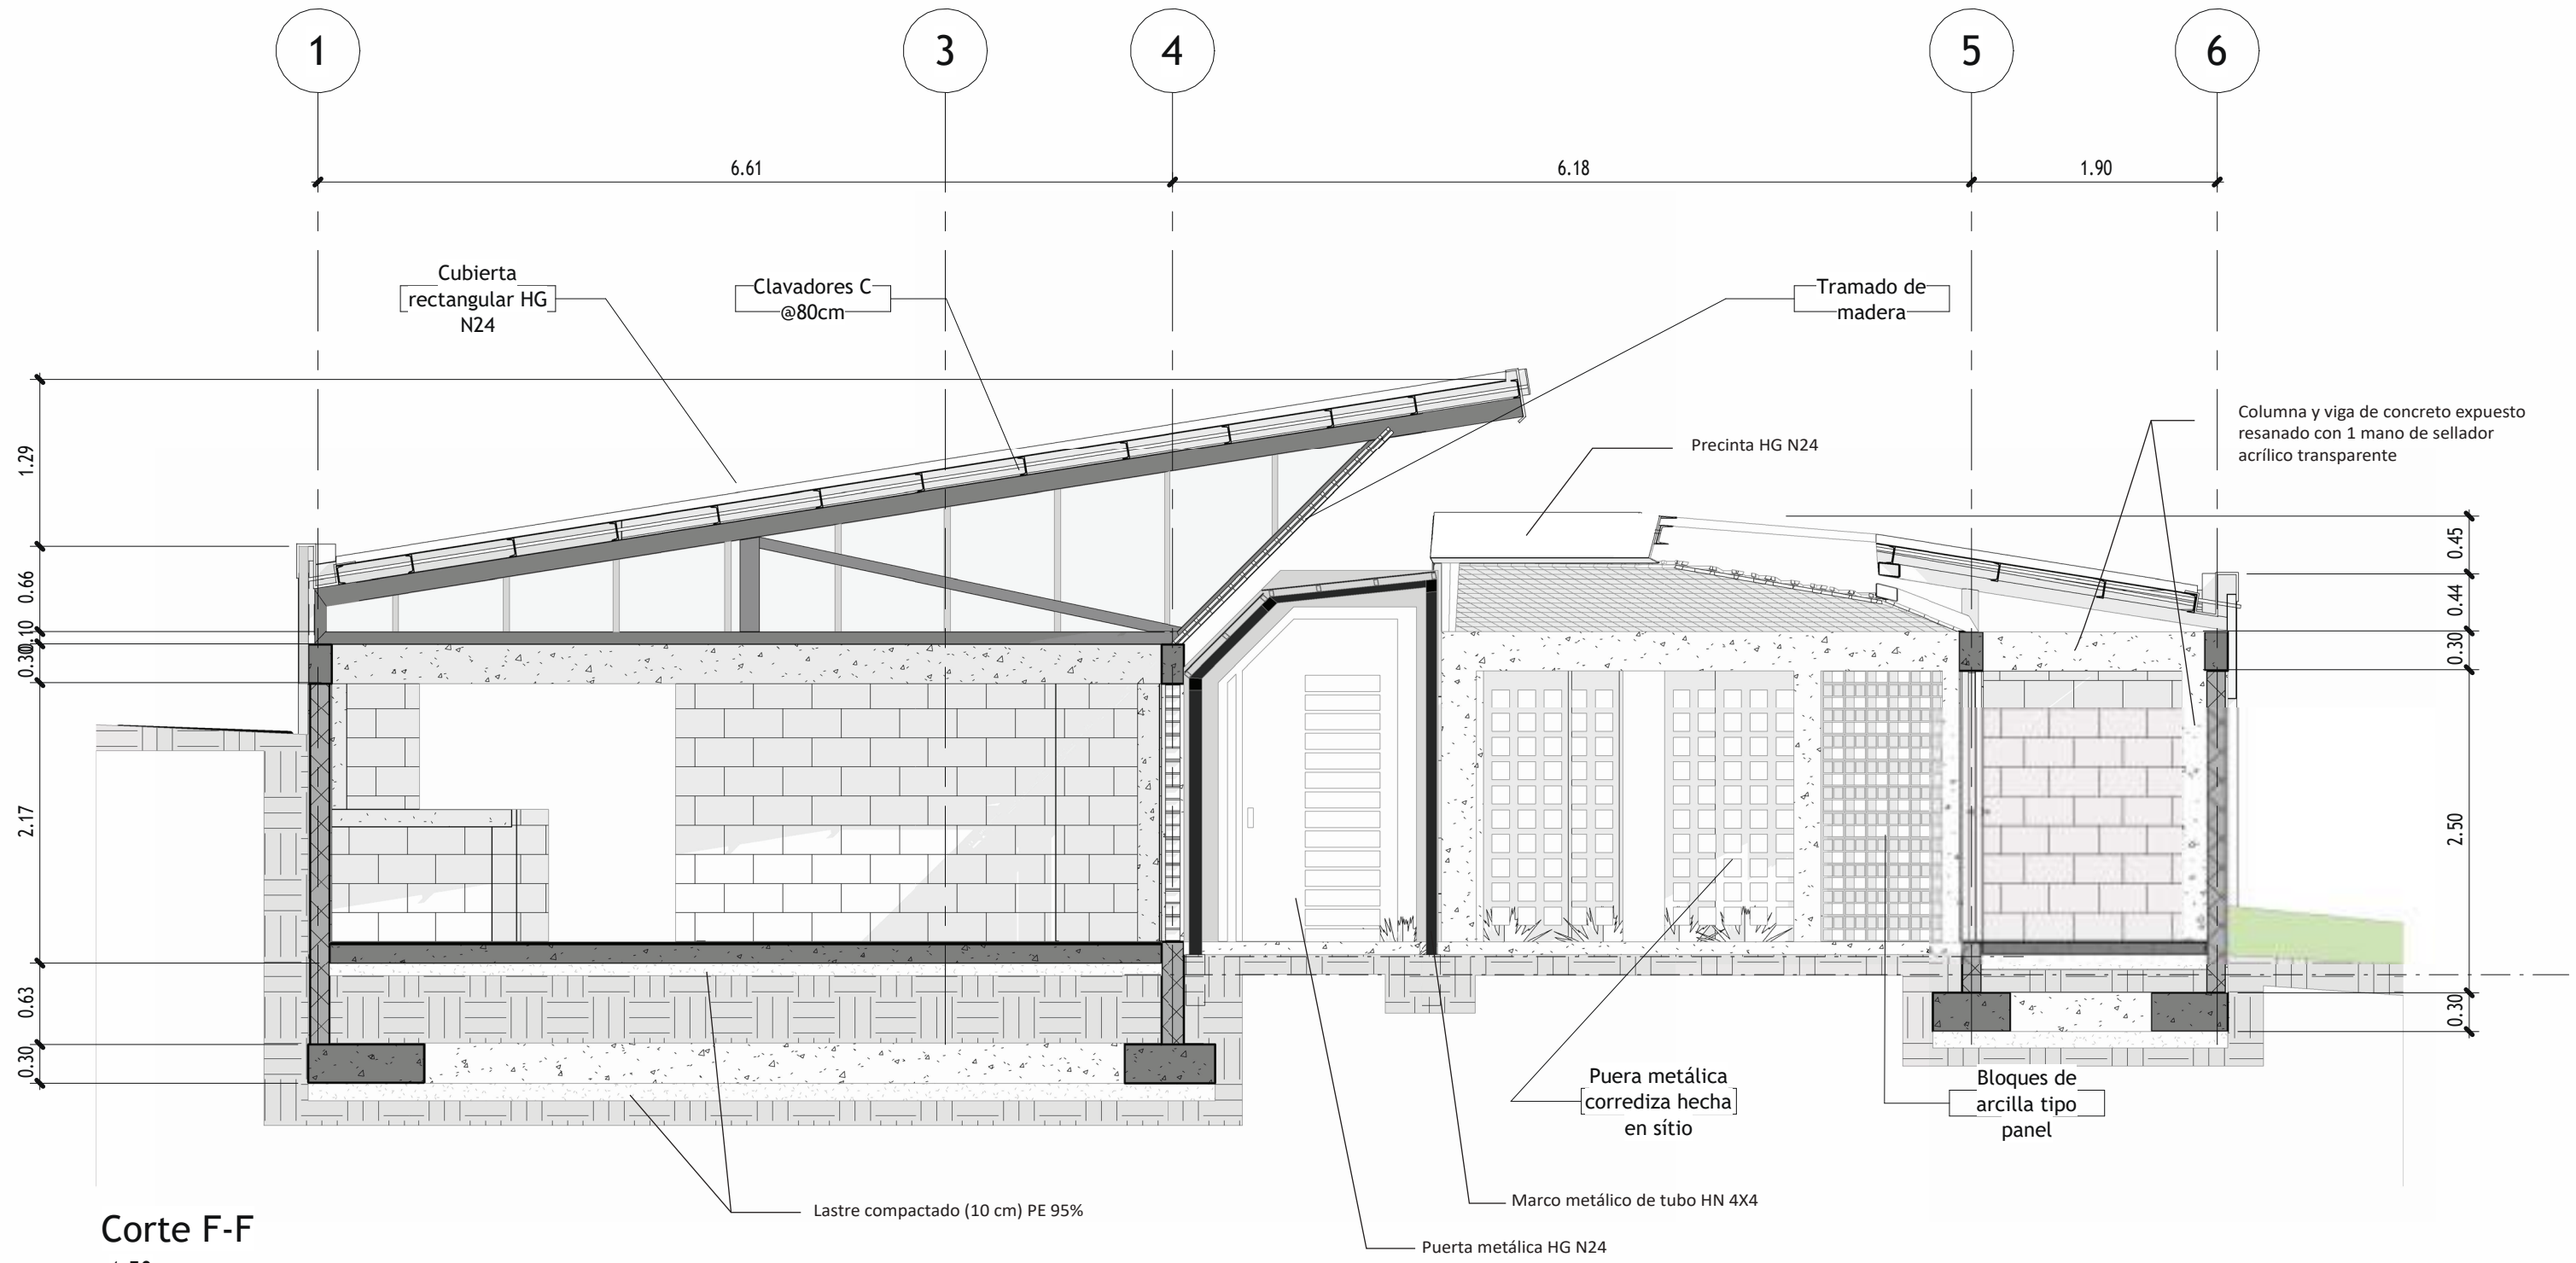 1
3
4
5
6
6.61
6.18
1.90
Cubierta
rectangular HG
N24
Clavadores C
@80cm
Tramado de
madera
Precinta HG N24
Columna y viga de concreto expuesto
resanado con 1 mano de sellador
acrílico transparente
1.29
0.66
0.30
2.17
0.63
0.30
0.45
0.44
0.30
2.50
0.30
Puera metálica
corrediza hecha
en sítio
Bloques de
arcilla tipo
panel
Lastre compactado (10 cm) PE 95%
Marco metálico de tubo HN 4X4
Puerta metálica HG N24
Corte F-F